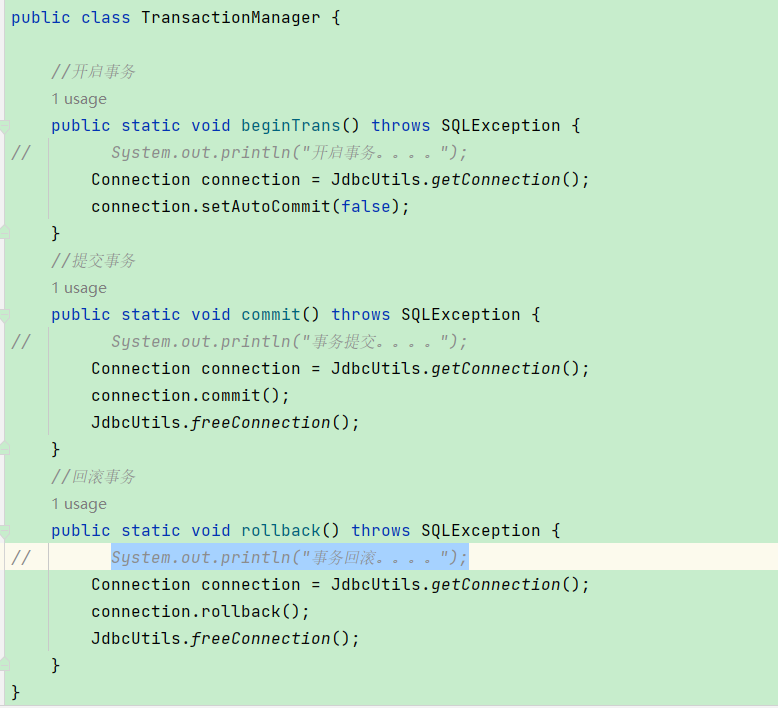 public class TransactionManager {
//开启事务
1 usage
public static void beginTrans() throws SQLException {
// System.out.println("开启事务。。。。");
Connection connection = JdbcUtils.getConnection();
connection.setAutoCommit(false);
}
//提交事务
1 usage
public static void commit() throws SQLException {
// System.out.println("事务提交。。。。");
Connection connection = JdbcUtils.getConnection();
connection.commit();
JdbcUtils.freeConnection();
}
//回滚事务
1 usage
public static void rollback() throws SQLException {
// System.out.println("事务回滚。。。。");
Connection connection = JdbcUtils.getConnection();
connection.rollback();
JdbcUtils.freeConnection();
}
}